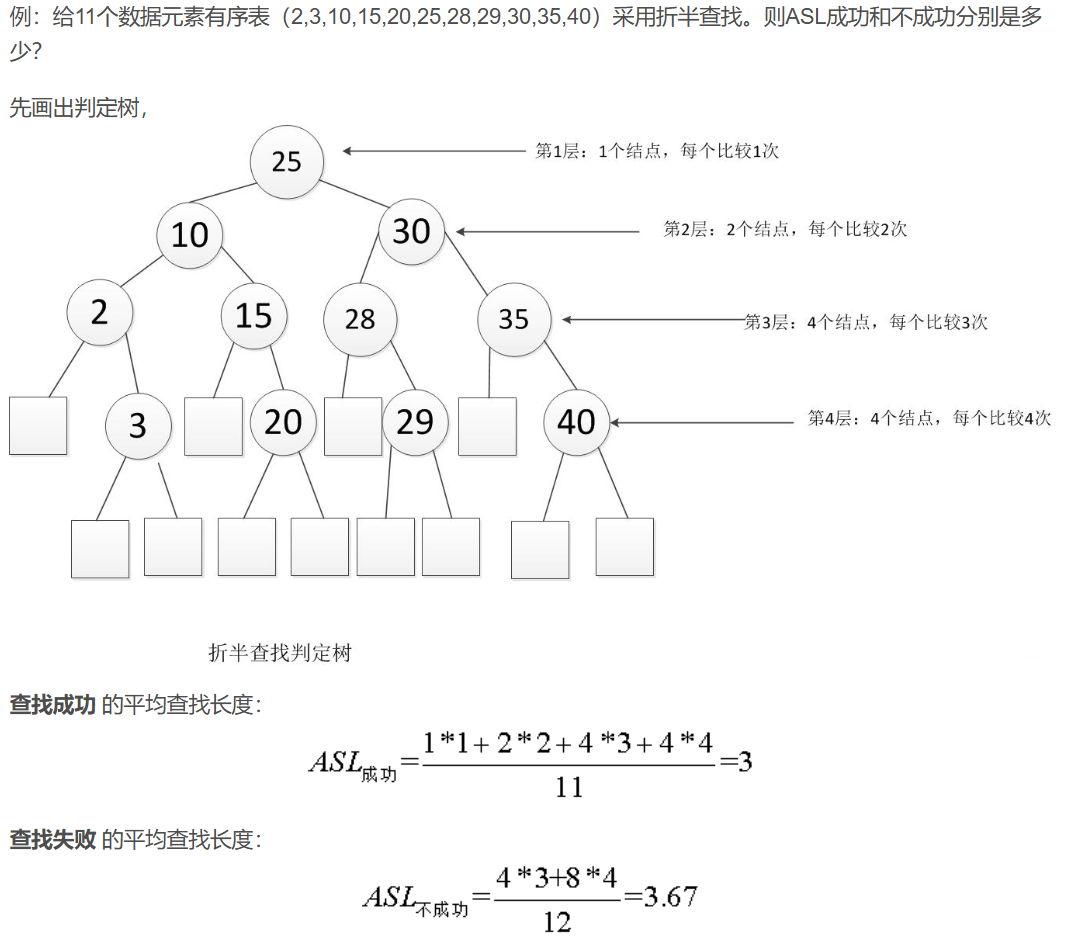 例：给11个数据元素有序表（2,3,10,15,20,25,28,29,30,35,40）采用折半查找。则ASL成功和不成功分别是多
少？
先画出判定树，
25
第1层：1个结点，每个比较1次
10
30
第2层：2个结点，每个比较2次
2
15
28
35
第3层：4个结点，每个比较3次
3
20
29
40
第4层：4个结点，每个比较4次
折半查找判定树
查找成功 的平均查找长度：
ASL成功=(1*1+2*2+4*3+4*4)/11=3
查找失败 的平均查找长度：
ASL不成功=(4*3+8*4)/12=3.67